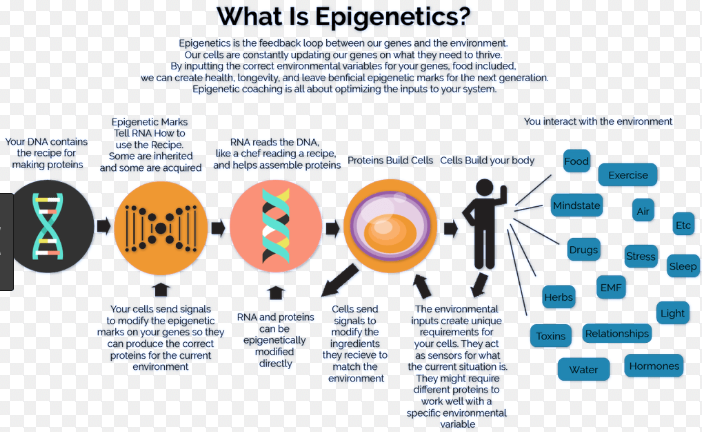 What Is Epigenetics?
Epigenetics is the feedback loop between our genes and the environment.
Our cells are constantly updating our genes on what they need to thrive.
By inputting the correct environmental variables for your genes, food included,
we can create health, longevity, and leave benficial epigenetic marks for the next generation.
Epigenetic coaching is all about optimizing the inputs to your system.
Your DNA contains
the recipe for
making proteins
Epigenetic Marks
Tell RNA How to
use the Recipe.
Some are inherited
and some are acquired
RNA reads the DNA,
like a chef reading a recipe,
and helps assemble proteins
Proteins Build Cells
Cells Build your body
You interact with the environment
Food
Exercise
Mindstate
Air
Etc
Drugs
Stress
Sleep
Herbs
EMF
Light
Toxins
Relationships
Water
Hormones
Your cells send signals
to modify the epigenetic
marks on your genes so they
can produce the correct
proteins for the current
environment
RNA and proteins
can be
epigenetically
modified
directly
Cells send
signals to
modify the
ingredients
they recieve to
match the
environment
The environmental
inputs create unique
requirements for
your cells. They act
as sensors for what
the current situation is.
They might require
different proteins to
work well with a
specific environmental
variable